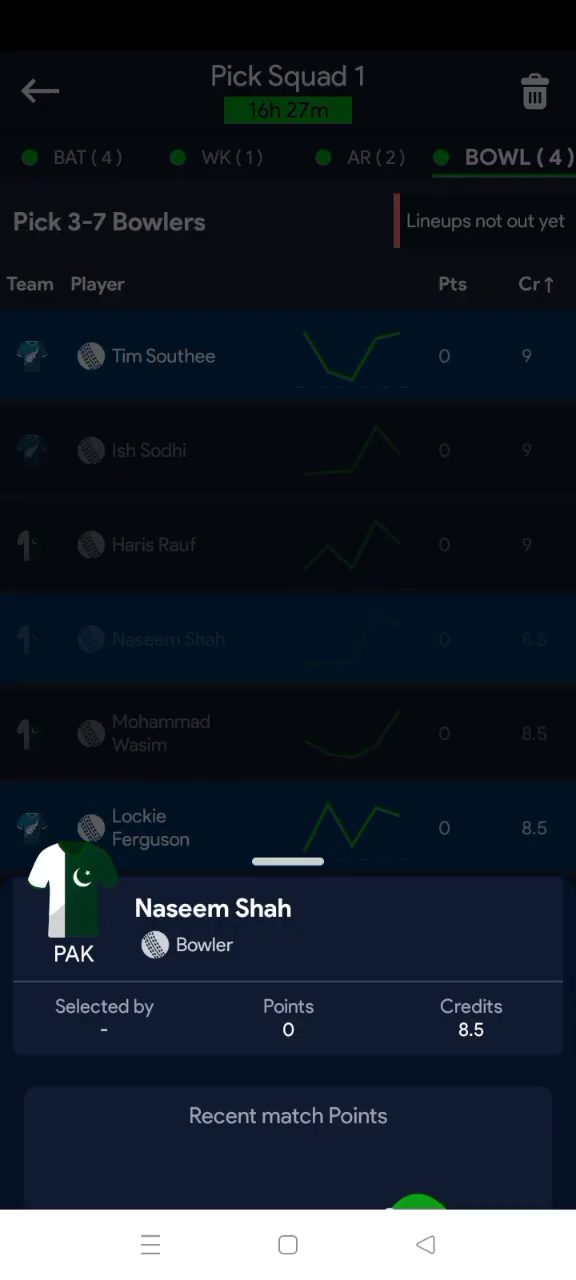 Pick Squad 1
16h 27m
BAT ( 4 ) WK ( 1 ) AR ( 2 ) BOWL ( 4 )
Pick 3-7 Bowlers Lineups not out yet
Team Player Pts Cr↑
Tim Southee 0 9
Ish Sodhi 0 9
Haris Rauf 0 9
Naseem Shah 0 8.5
Mohammad
Wasim 0 8.5
Lockie
Ferguson 0 8.5
Naseem Shah
Bowler
PAK
Selected by Points Credits
- 0 8.5
Recent match Points